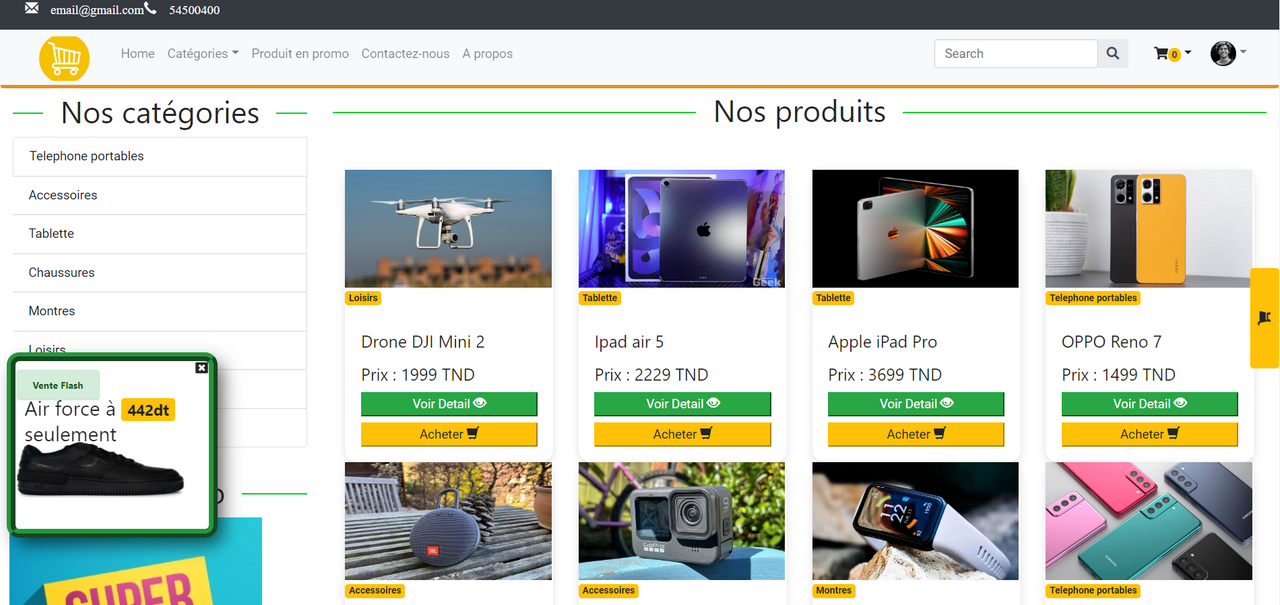 email@gmail.com 54500400
Home Catégories Produit en promo Contactez-nous A propos Search 0
Nos catégories
Telephone portables
Accessoires
Tablette
Chaussures
Montres
Loisirs
Vente Flash
Air force à 442dt
seulement
SUPER
Nos produits
Loisirs
Drone DJI Mini 2
Prix : 1999 TND
Voir Detail
Acheter
Geek
Tablette
Ipad air 5
Prix : 2229 TND
Voir Detail
Acheter
Tablette
Apple iPad Pro
Prix : 3699 TND
Voir Detail
Acheter
Telephone portables
OPPO Reno 7
Prix : 1499 TND
Voir Detail
Acheter
JBL
Accessoires
GoPro
Accessoires
Montres
Telephone portables